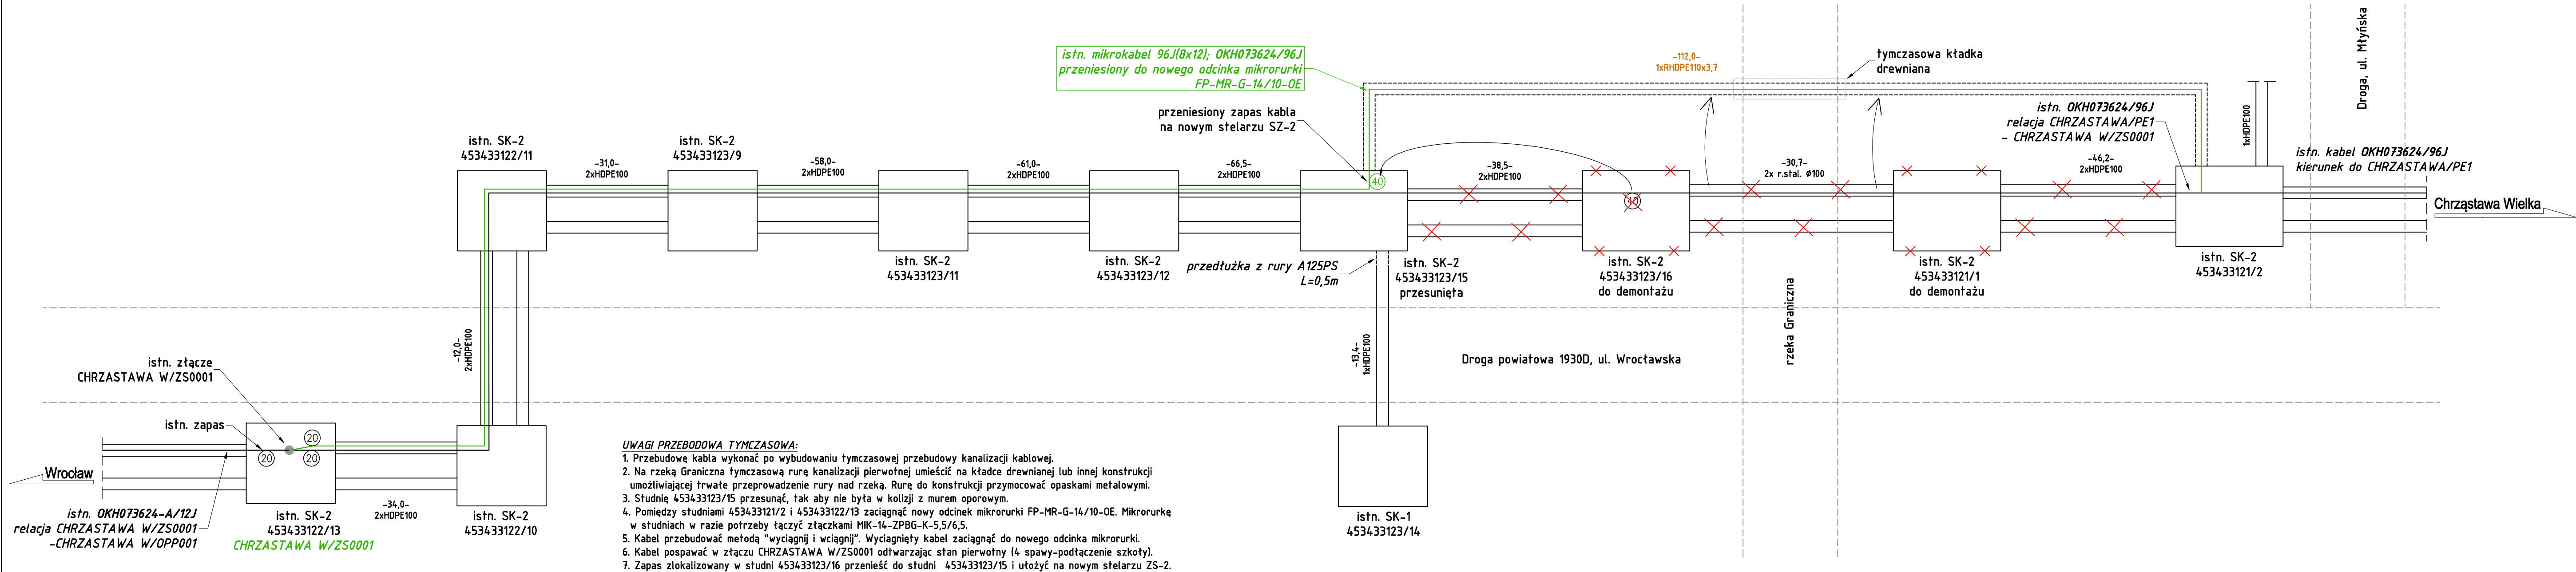 istn. mikrokabel 96J(8x12); OKH073624/96J
przeniesiony do nowego odcinka mikrorurki
FP-MR-G-14/10-OE
-112,0-
1xRHDPE110x3,7
tymczasowa kładka
drewniana
Droga, ul. Młyńska
przeniesiony zapas kabla
na nowym stelarzu SZ-2
istn. OKH073624/96J
relacja CHRZASTAWA/PE1
- CHRZASTAWA W/ZS0001
1xHDPE100
istn. kabel OKH073624/96J
kierunek do CHRZASTAWA/PE1
istn. SK-2
453433122/11
-31,0-
2xHDPE100
istn. SK-2
453433123/9
-58,0-
2xHDPE100
-61,0-
2xHDPE100
-66,5-
2xHDPE100
40
-38,5-
2xHDPE100
40
-30,7-
2x r.stal. φ100
-46,2-
2xHDPE100
Chrząstawa Wielka
istn. SK-2
453433123/11
istn. SK-2
453433123/12
przedłużka z rury A125PS
L=0,5m
istn. SK-2
453433123/15
przesunięta
istn. SK-2
453433123/16
do demontażu
istn. SK-2
453433121/1
do demontażu
istn. SK-2
453433121/2
-12,0-
2xHDPE100
-13,4-
1xHDPE100
Droga powiatowa 1930D, ul. Wrocławska
rzeka Graniczna
istn. złącze
CHRZASTAWA W/ZS0001
istn. zapas
20
20
20
Wrocław
istn. OKH073624-A/12J
relacja CHRZASTAWA W/ZS0001
-CHRZASTAWA W/OPP001
istn. SK-2
453433122/13
CHRZASTAWA W/ZS0001
-34,0-
2xHDPE100
istn. SK-2
453433122/10
istn. SK-1
453433123/14
UWAGI PRZEBODOWA TYMCZASOWA:
1. Przebudowę kabla wykonać po wybudowaniu tymczasowej przebudowy kanalizacji kablowej.
2. Na rzeką Graniczna tymczasową rurę kanalizacji pierwotnej umieścić na kładce drewnianej lub innej konstrukcji
umożliwiającej trwałe przeprowadzenie rury nad rzeką. Rurę do konstrukcji przymocować opaskami metalowymi.
3. Studnię 453433123/15 przesunąć, tak aby nie była w kolizji z murem oporowym.
4. Pomiędzy studniami 453433121/2 i 453433122/13 zaciągnąć nowy odcinek mikrorurki FP-MR-G-14/10-OE. Mikrorurkę
w studniach w razie potrzeby łączyć złączkami MIK-14-ZPBG-K-5,5/6,5.
5. Kabel przebudować metodą "wyciągnij i wciągnij". Wyciagnięty kabel zaciągnąć do nowego odcinka mikrorurki.
6. Kabel pospawać w złączu CHRZASTAWA W/ZS0001 odtwarzając stan pierwotny (4 spawy-podłączenie szkoły).
7. Zapas zlokalizowany w studni 453433123/16 przenieść do studni 453433123/15 i ułożyć na nowym stelarzu ZS-2.